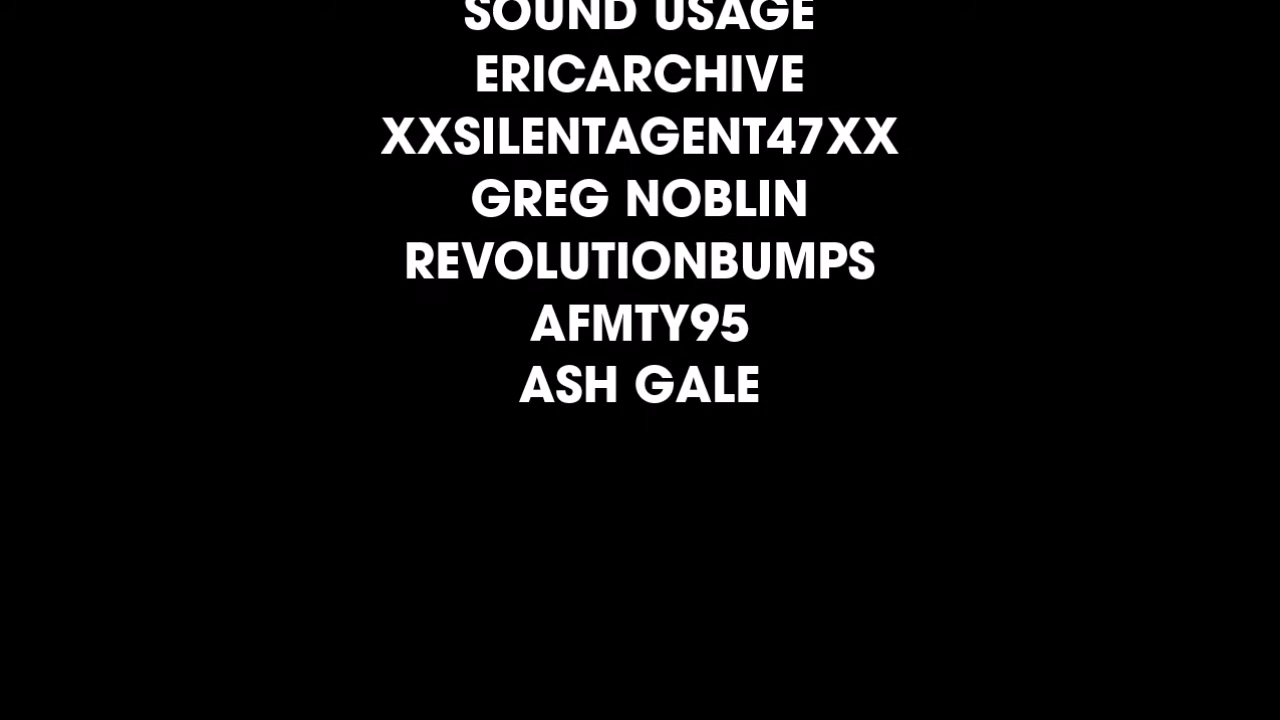 SOUND USAGE
ERICARCHIVE
XXSILENTAGENT47XX
GREG NOBLIN
REVOLUTIONBUMPS
AFMTY95
ASH GALE